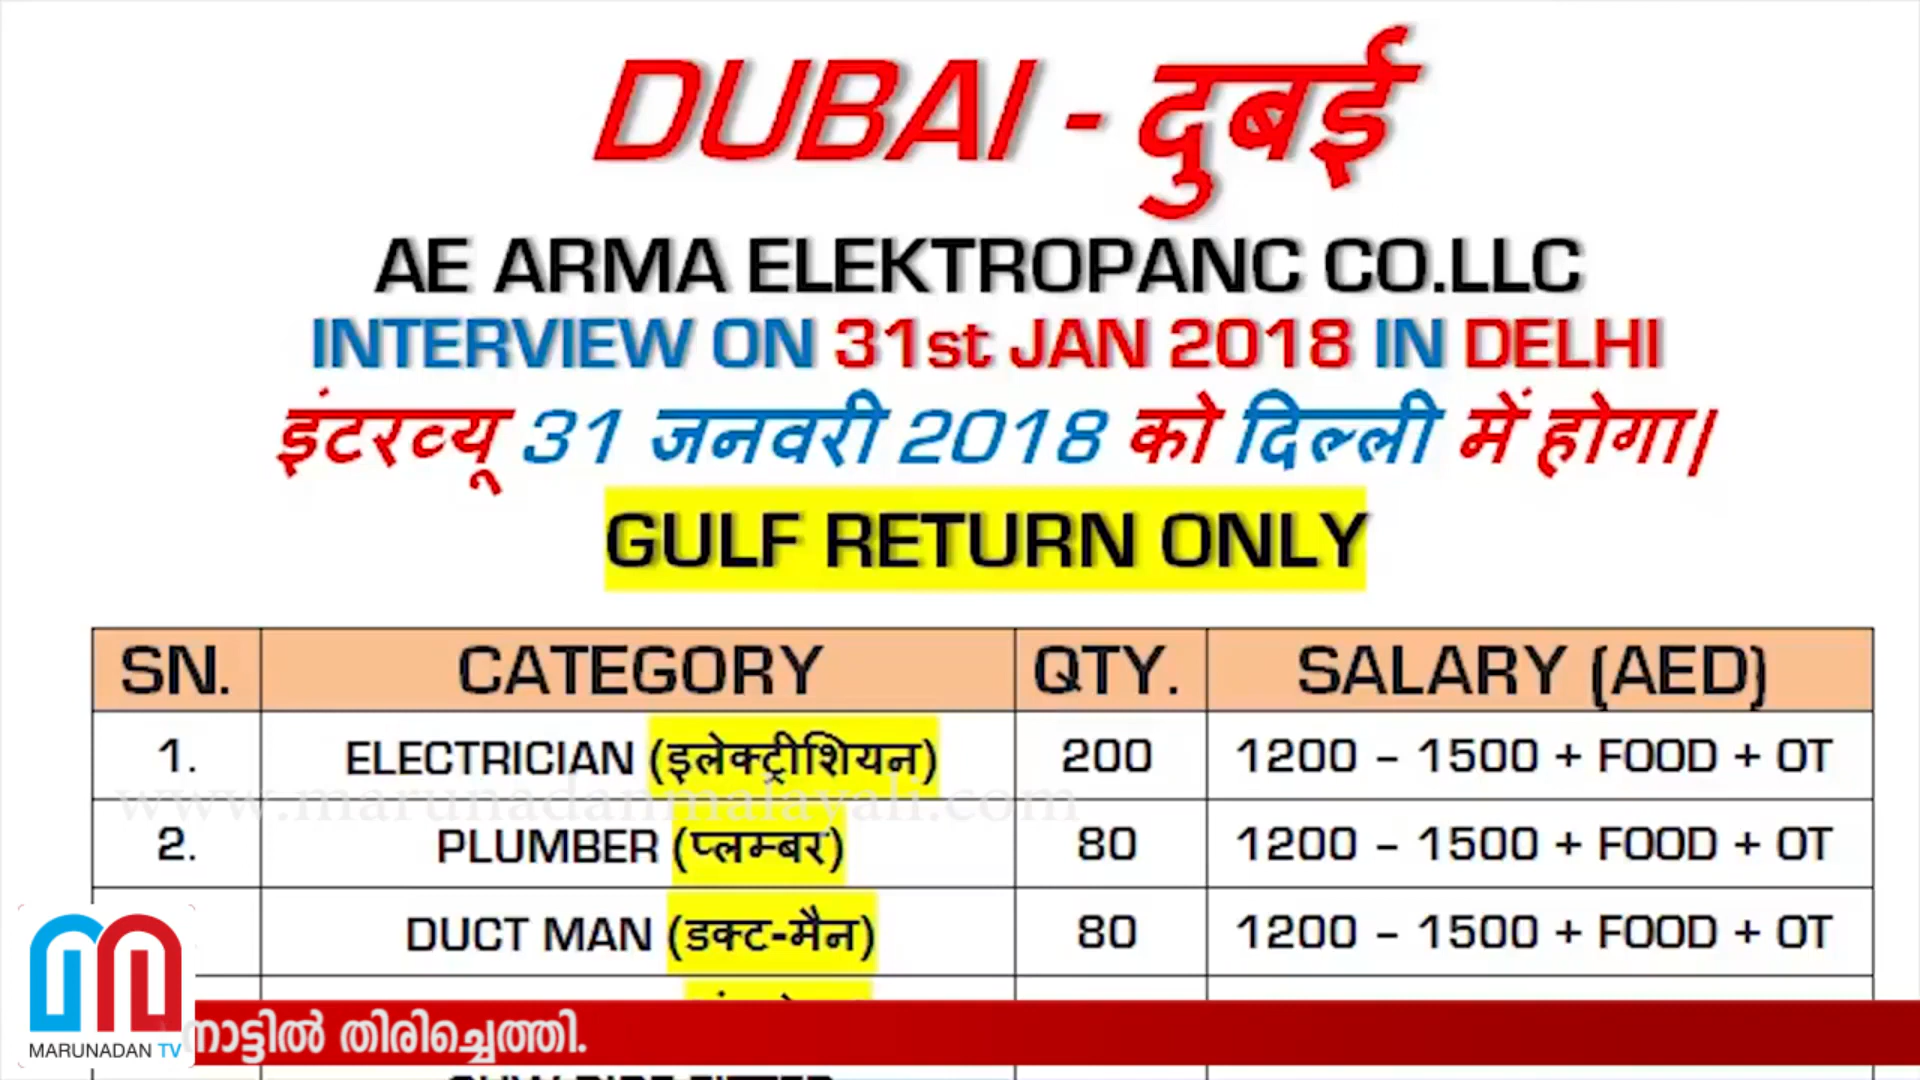 DUBAI - दुबई
AE ARMA ELEKTROPANC CO.LLC
INTERVIEW ON 31st JAN 2018 IN DELHI
इंटरव्यू 31 जनवरी 2018 को दिल्ली में होगा|
GULF RETURN ONLY
SN. CATEGORY QTY. SALARY (AED)
1. ELECTRICIAN (इलेक्ट्रीशियन) 200 1200 – 1500 + FOOD + OT
www.marunadanmalayali.com
2. PLUMBER (प्लम्बर) 80 1200 – 1500 + FOOD + OT
DUCT MAN (डक्ट-मैन) 80 1200 – 1500 + FOOD + OT
നാട്ടിൽ തിരിച്ചെത്തി.
MARUNADAN TV